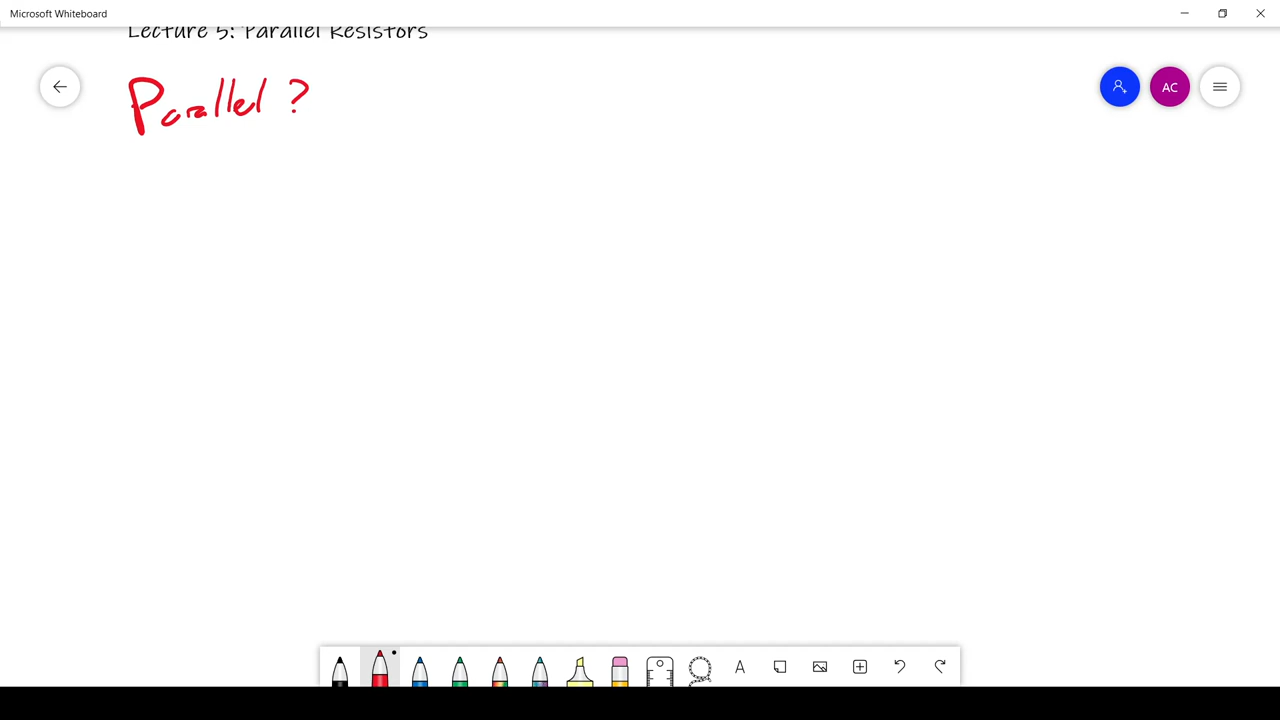 Microsoft Whiteboard
Lecture 5: Parallel Resistors
Parallel ?
AC
A